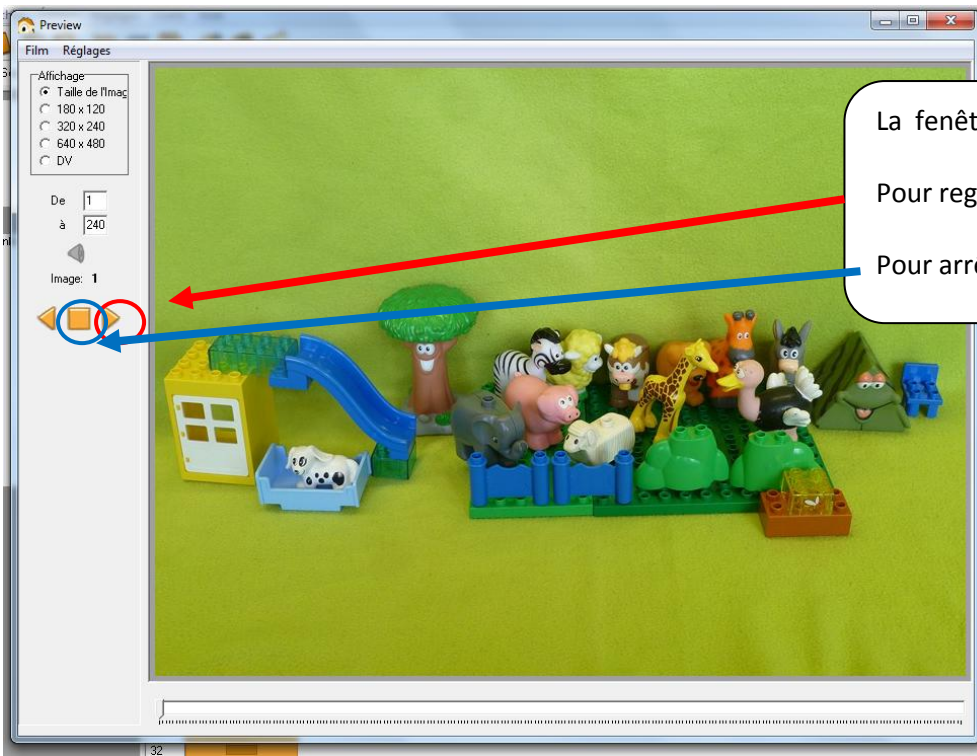 Preview
Film Réglages
Affichage
Taille de l'Imag
180 x 120
320 x 240
640 x 480
DV
De 1
à 240
Image: 1
La fenêt
Pour reg
Pour arre
32